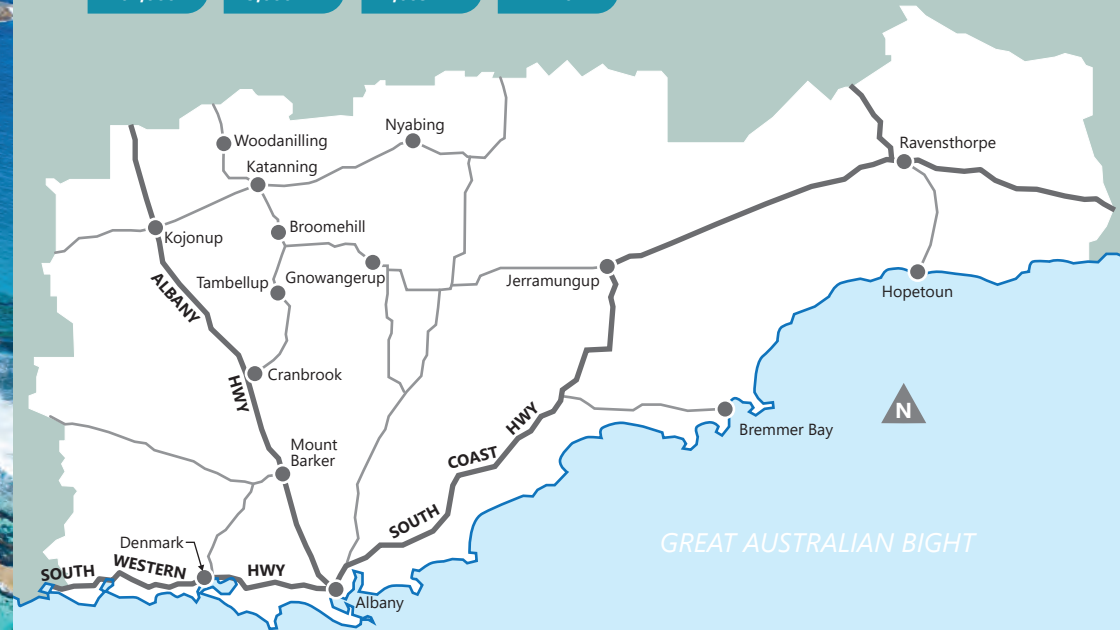 Woodanilling
Nyabing
Katanning
Ravensthorpe
Kojonup
Broomehill
Tambellup
Gnowangerup
Jerramungup
Hopetoun
ALBANY
HWY
Cranbrook
Mount
Barker
Bremmer Bay
N
SOUTH
COAST
HWY
GREAT AUSTRALIAN BIGHT
Denmark
SOUTH
WESTERN
HWY
Albany